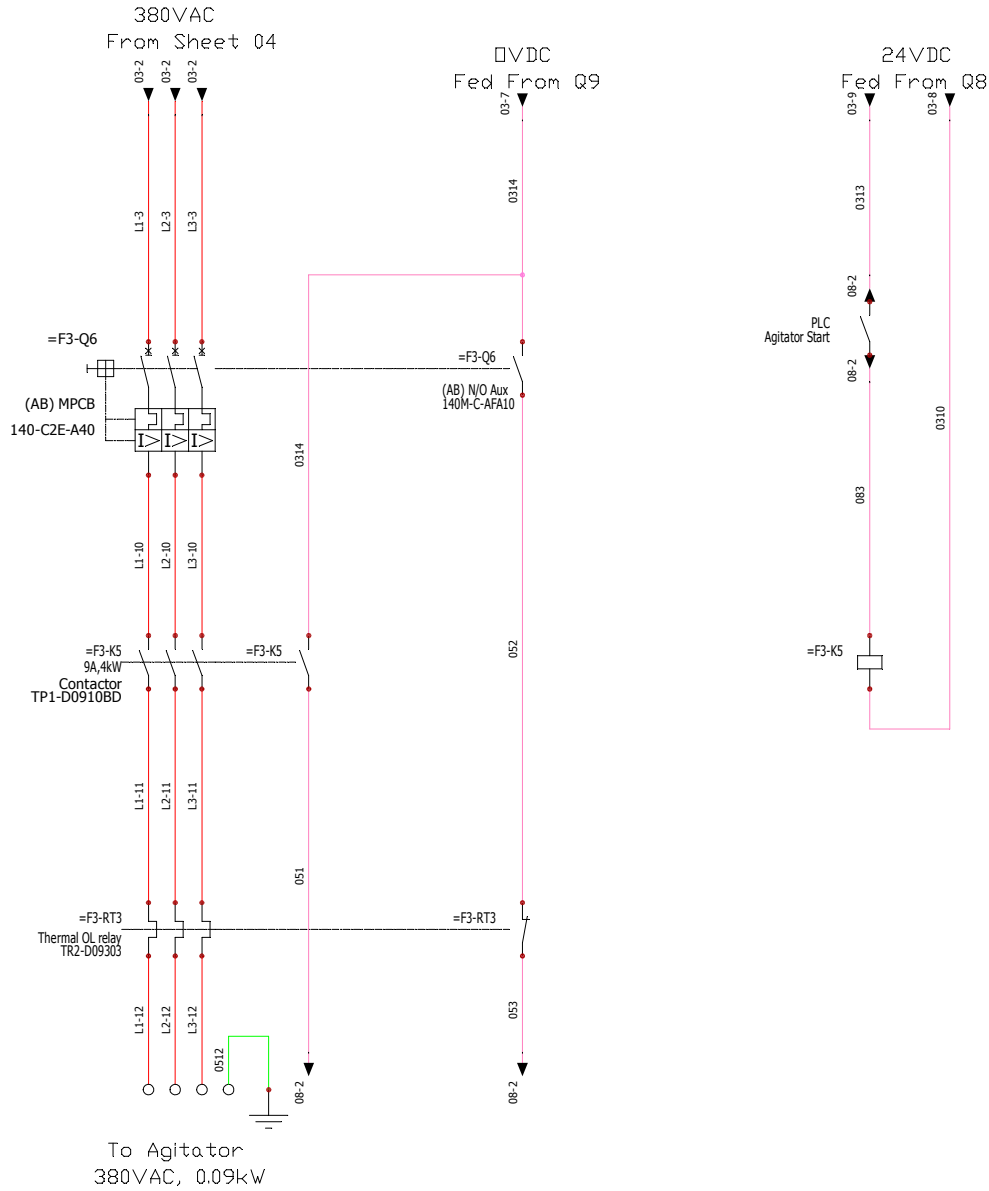 380VAC
From Sheet 04
0VDC
Fed From Q9
24VDC
Fed From Q8
03-2
03-2
03-2
03-7
03-9
03-8
L1-3
L2-3
L3-3
0314
0313
08-2
PLC
Agitator Start
08-2
=F3-Q6
(AB) MPCB
140-C2E-A40
I>
I>
I>
=F3-Q6
(AB) N/O Aux
140M-C-AFA10
0314
0310
083
L1-10
L2-10
L3-10
=F3-K5
9A,4kW
Contactor
TP1-D0910BD
=F3-K5
052
=F3-K5
L1-11
L2-11
L3-11
051
=F3-RT3
Thermal OL relay
TR2-D09303
=F3-RT3
L1-12
L2-12
L3-12
0512
053
08-2
08-2
To Agitator
380VAC, 0.09kW